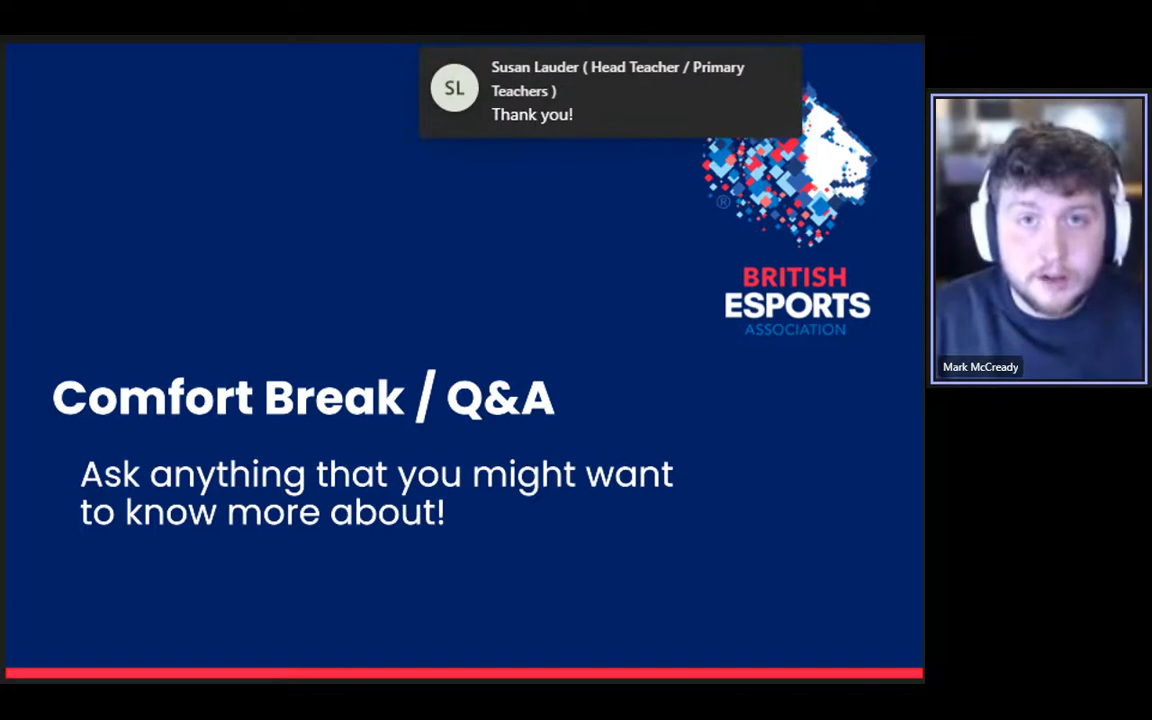 SL
Susan Lauder ( Head Teacher / Primary
Teachers )
Thank you!
®
BRITISH
ESPORTS
ASSOCIATION
Comfort Break / Q&A
Ask anything that you might want
to know more about!
Mark McCready